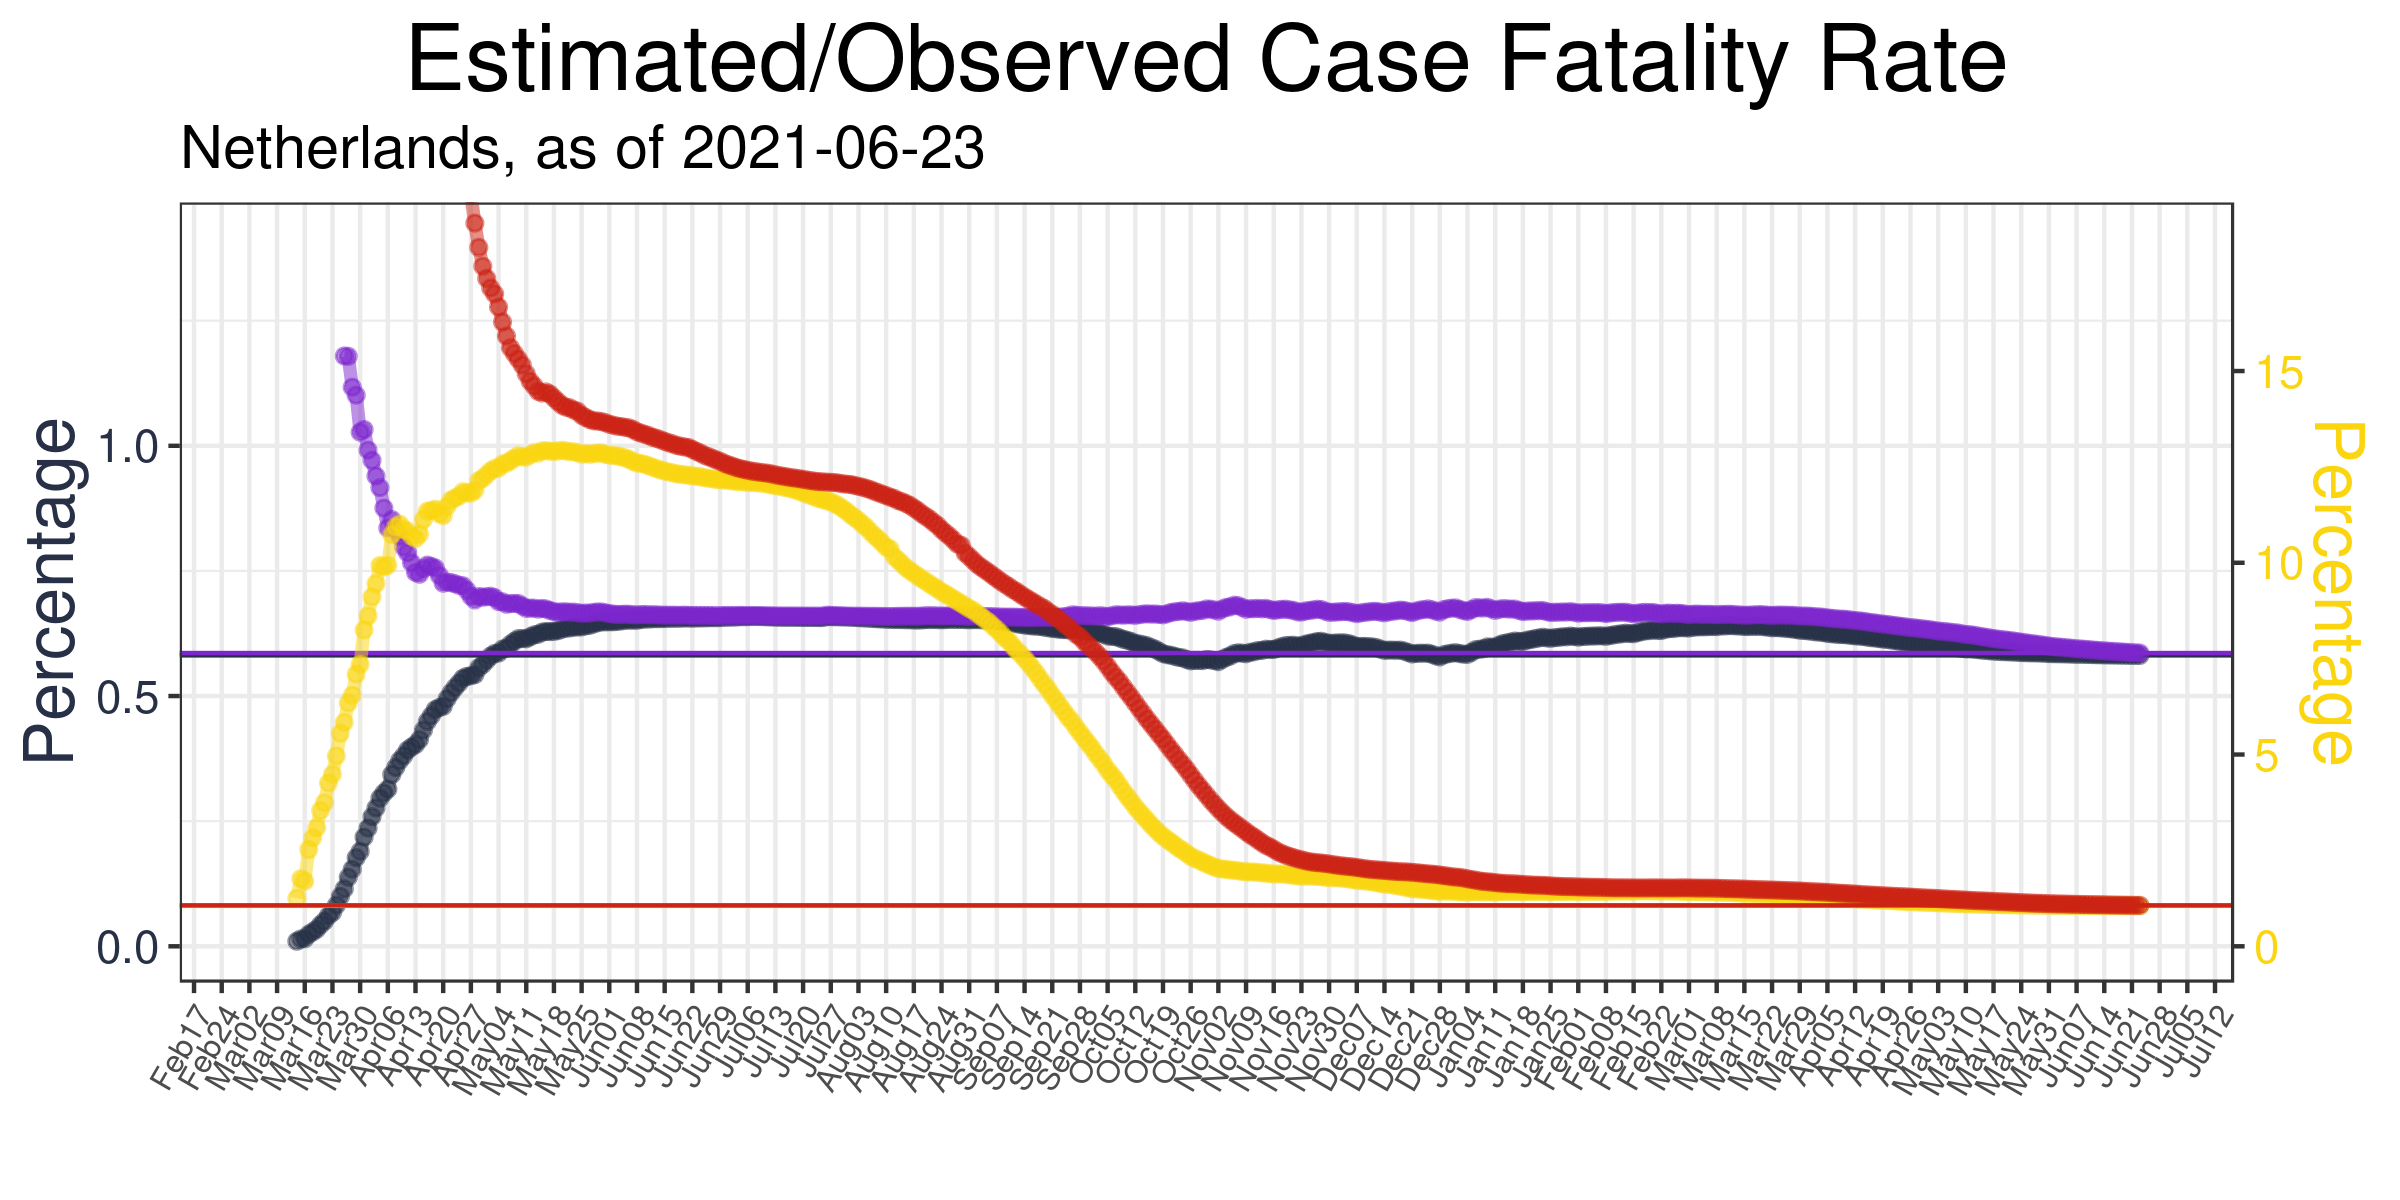 Estimated/Observed Case Fatality Rate
Netherlands, as of 2021-06-23
Percentage
1.0
0.5
0.0
15
10
5
0
Percentage
Feb17
Feb24
Mar02
Mar09
Mar16
Mar23
Mar30
Apr06
Apr13
Apr20
Apr27
May04
May11
May18
May25
Jun01
Jun08
Jun15
Jun22
Jun29
Jul06
Jul13
Jul20
Jul27
Aug03
Aug10
Aug17
Aug24
Aug31
Sep07
Sep14
Sep21
Sep28
Oct05
Oct12
Oct19
Oct26
Nov02
Nov09
Nov16
Nov23
Nov30
Dec07
Dec14
Dec21
Dec28
Jan04
Jan11
Jan18
Jan25
Feb01
Feb08
Feb15
Feb22
Mar01
Mar08
Mar15
Mar22
Mar29
Apr05
Apr12
Apr19
Apr26
May03
May10
May17
May24
May31
Jun07
Jun14
Jun21
Jun28
Jul05
Jul12